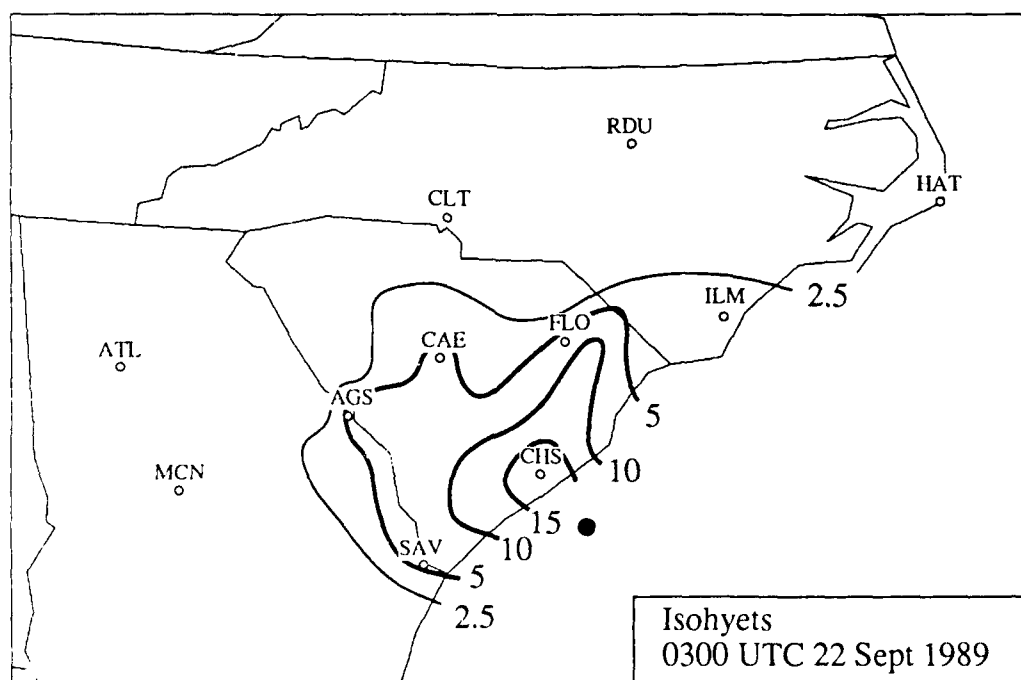 RDU
HAT
CLT
2.5
ILM
FLO
CAE
ATL
AGS
5
CHS
10
MCN
15
10
SAV
5
2.5
Isohyets
0300 UTC 22 Sept 1989